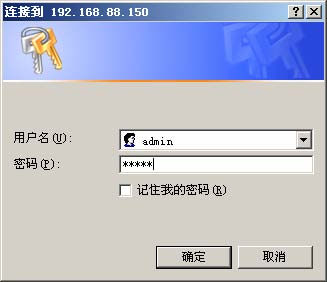 连接到 192.168.88.150
用户名(U):
admin
密码(P):
*****
记住我的密码(R)
确定
取消